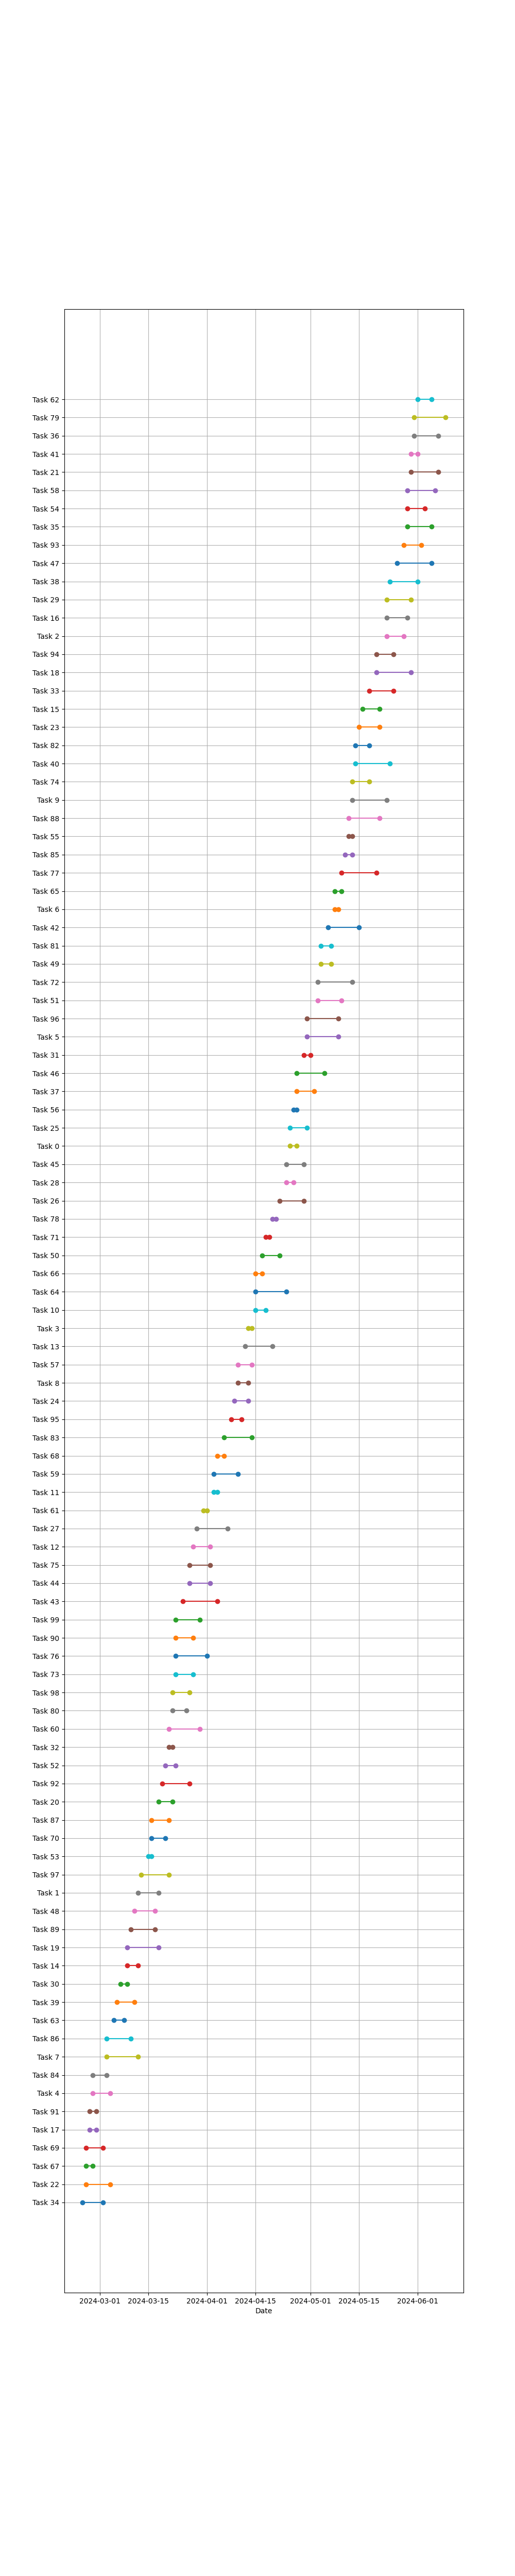 Task 62
Task 79
Task 36
Task 41
Task 21
Task 58
Task 54
Task 35
Task 93
Task 47
Task 38
Task 29
Task 16
Task 2
Task 94
Task 18
Task 33
Task 15
Task 23
Task 82
Task 40
Task 74
Task 9
Task 88
Task 55
Task 85
Task 77
Task 65
Task 6
Task 42
Task 81
Task 49
Task 72
Task 51
Task 96
Task 5
Task 31
Task 46
Task 37
Task 56
Task 25
Task 0
Task 45
Task 28
Task 26
Task 78
Task 71
Task 50
Task 66
Task 64
Task 10
Task 3
Task 13
Task 57
Task 8
Task 24
Task 95
Task 83
Task 68
Task 59
Task 11
Task 61
Task 27
Task 12
Task 75
Task 44
Task 43
Task 99
Task 90
Task 76
Task 73
Task 98
Task 80
Task 60
Task 32
Task 52
Task 92
Task 20
Task 87
Task 70
Task 53
Task 97
Task 1
Task 48
Task 89
Task 19
Task 14
Task 30
Task 39
Task 63
Task 86
Task 7
Task 84
Task 4
Task 91
Task 17
Task 69
Task 67
Task 22
Task 34
2024-03-01 2024-03-15 2024-04-01 2024-04-15 2024-05-01 2024-05-15 2024-06-01
Date